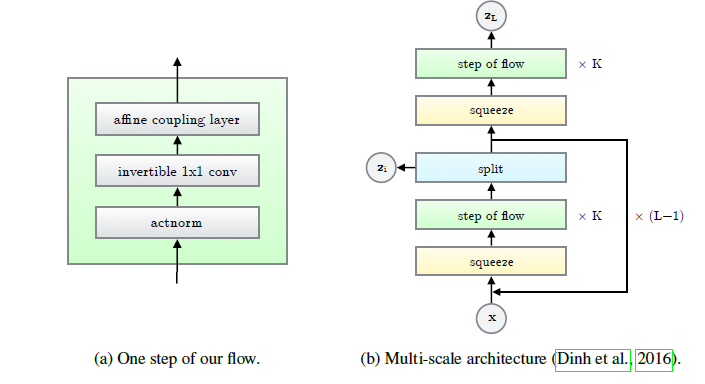 affine coupling layer
invertible 1x1 conv
actnorm
(a) One step of our flow.
z_L
step of flow × K
squeeze
z_i split
step of flow × K × (L−1)
squeeze
x
(b) Multi-scale architecture (Dinh et al., 2016).